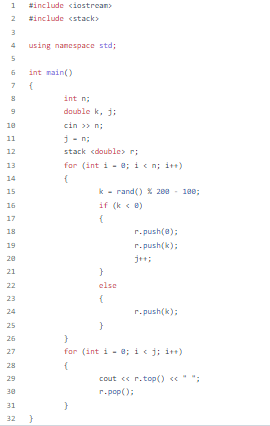 1 #include <iostream>
2 #include <stack>
3
4 using namespace std;
5
6 int main()
7 {
8 int n;
9 double k, j;
10 cin >> n;
11 j = n;
12 stack <double> r;
13 for (int i = 0; i < n; i++)
14 {
15 k = rand() % 200 - 100;
16 if (k < 0)
17 {
18 r.push(0);
19 r.push(k);
20 j++;
21 }
22 else
23 {
24 r.push(k);
25 }
26 }
27 for (int i = 0; i < j; i++)
28 {
29 cout << r.top() << " ";
30 r.pop();
31 }
32 }